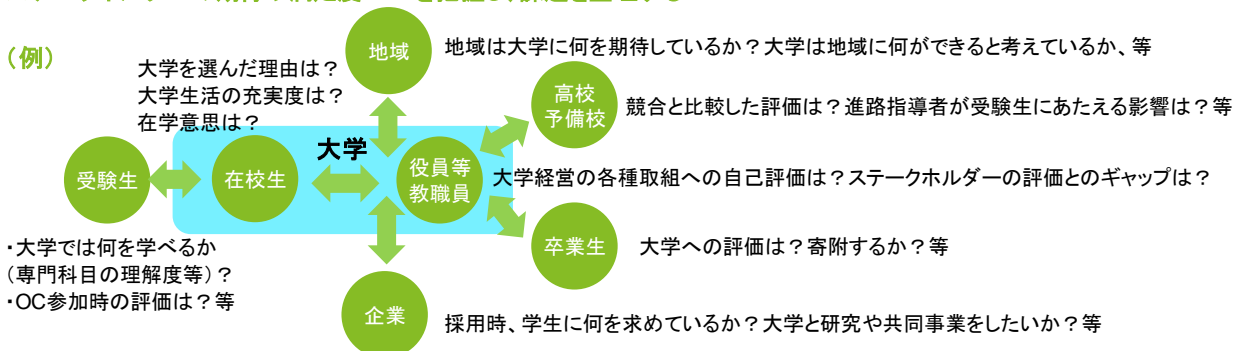 (例)
地域
地域は大学に何を期待しているか?大学は地域に何ができると考えているか、等
大学を選んだ理由は?
大学生活の充実度は?
在学意思は?
高校
予備校
競合と比較した評価は?進路指導者が受験生にあたえる影響は?等
大学
受験生
在校生
役員等
教職員
大学経営の各種取組への自己評価は?ステークホルダーの評価とのギャップは?
・大学では何を学べるか
(専門科目の理解度等)?
・OC参加時の評価は?等
卒業生
大学への評価は?寄附するか?等
企業
採用時、学生に何を求めているか?大学と研究や共同事業をしたいか?等